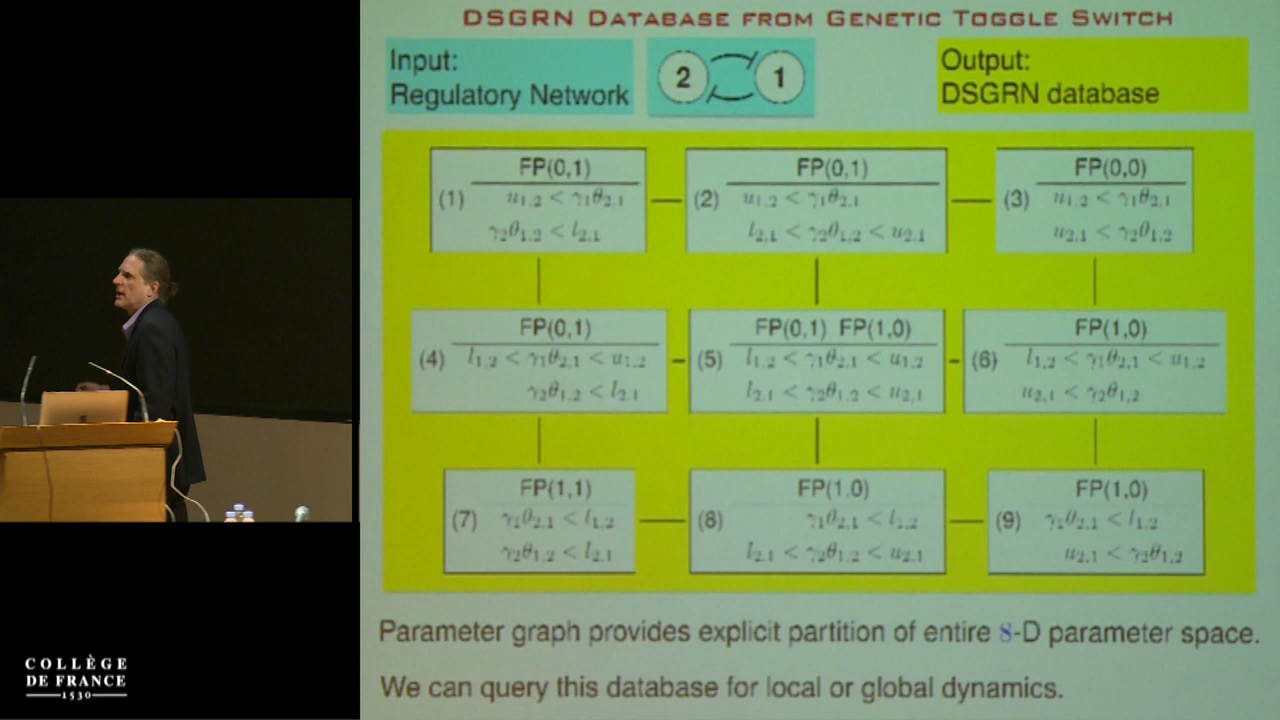 DSGRN DATABASE FROM GENETIC TOGGLE SWITCH
Input:
Regulatory Network
2 1
Output:
DSGRN database
FP(0,1)
(1) u₁,₂ < γ₁θ₂,₁
γ₂θ₁,₂ < l₂,₁
FP(0,1)
(2) u₁,₂ < γ₁θ₂,₁
l₂,₁ < γ₂θ₁,₂ < u₂,₁
FP(0,0)
(3) u₁,₂ < γ₁θ₂,₁
u₂,₁ < γ₂θ₁,₂
FP(0,1)
(4) l₁,₂ < γ₁θ₂,₁ < u₁,₂
γ₂θ₁,₂ < l₂,₁
FP(0,1) FP(1,0)
(5) l₁,₂ < γ₁θ₂,₁ < u₁,₂
l₂,₁ < γ₂θ₁,₂ < u₂,₁
FP(1,0)
(6) l₁,₂ < γ₁θ₂,₁ < u₁,₂
u₂,₁ < γ₂θ₁,₂
FP(1,1)
(7) γ₁θ₂,₁ < l₁,₂
γ₂θ₁,₂ < l₂,₁
FP(1,0)
(8) γ₁θ₂,₁ < l₁,₂
l₂,₁ < γ₂θ₁,₂ < u₂,₁
FP(1,0)
(9) γ₁θ₂,₁ < l₁,₂
u₂,₁ < γ₂θ₁,₂
Parameter graph provides explicit partition of entire 8-D parameter space.
We can query this database for local or global dynamics.
COLLÈGE
DE FRANCE
1530